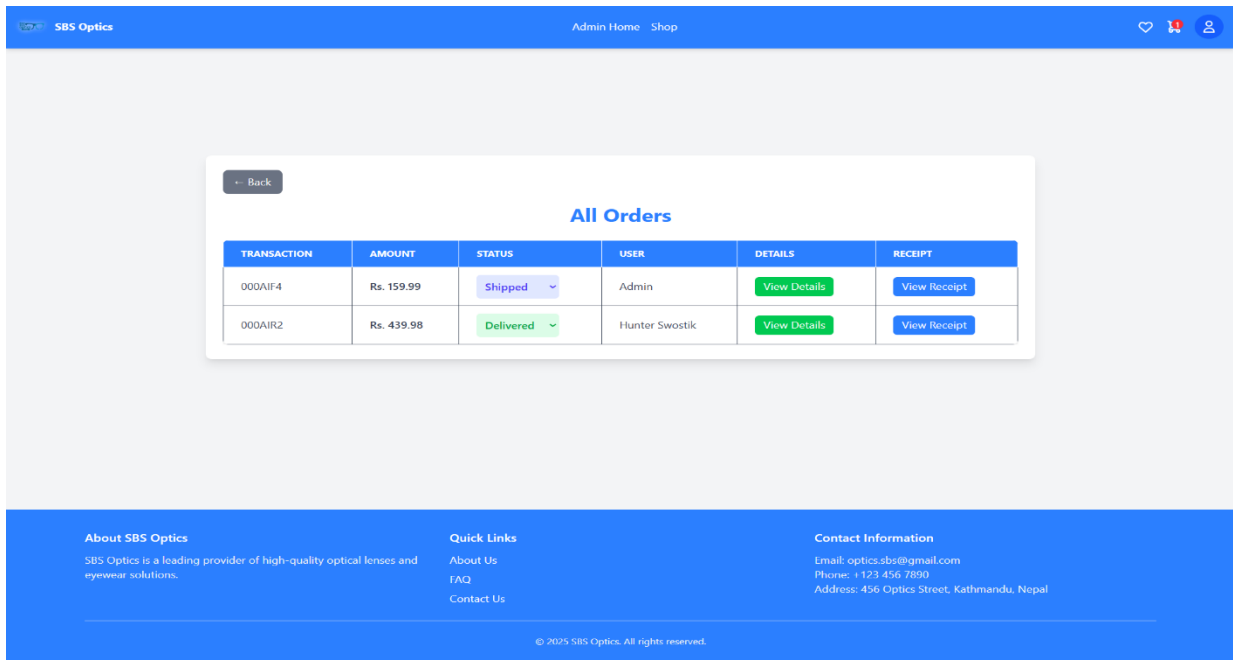 SBS Optics Admin Home Shop 1
← Back
All Orders
TRANSACTION AMOUNT STATUS USER DETAILS RECEIPT
000AIF4 Rs. 159.99 Shipped Admin View Details View Receipt
000AIR2 Rs. 439.98 Delivered Hunter Swostik View Details View Receipt
About SBS Optics
SBS Optics is a leading provider of high-quality optical lenses and
eyewear solutions.
Quick Links
About Us
FAQ
Contact Us
Contact Information
Email: optics.sbs@gmail.com
Phone: +123 456 7890
Address: 456 Optics Street, Kathmandu, Nepal
© 2025 SBS Optics. All rights reserved.